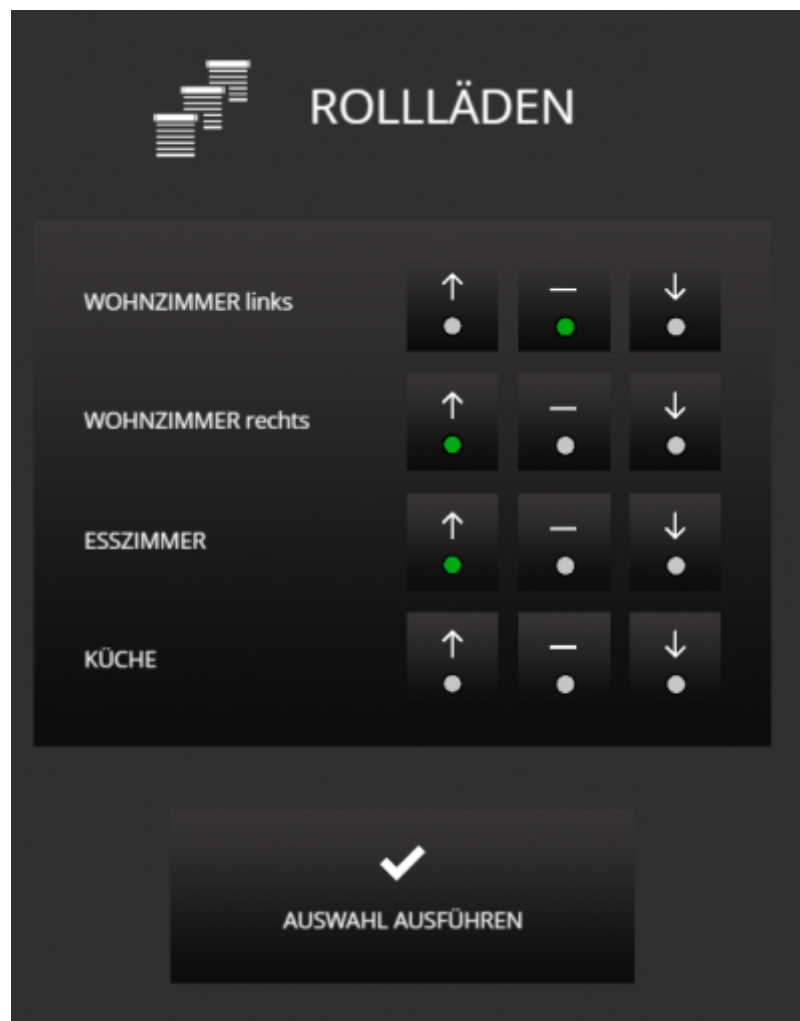 ROLLLÄDEN
WOHNZIMMER links
WOHNZIMMER rechts
ESSZIMMER
KÜCHE
AUSWAHL AUSFÜHREN